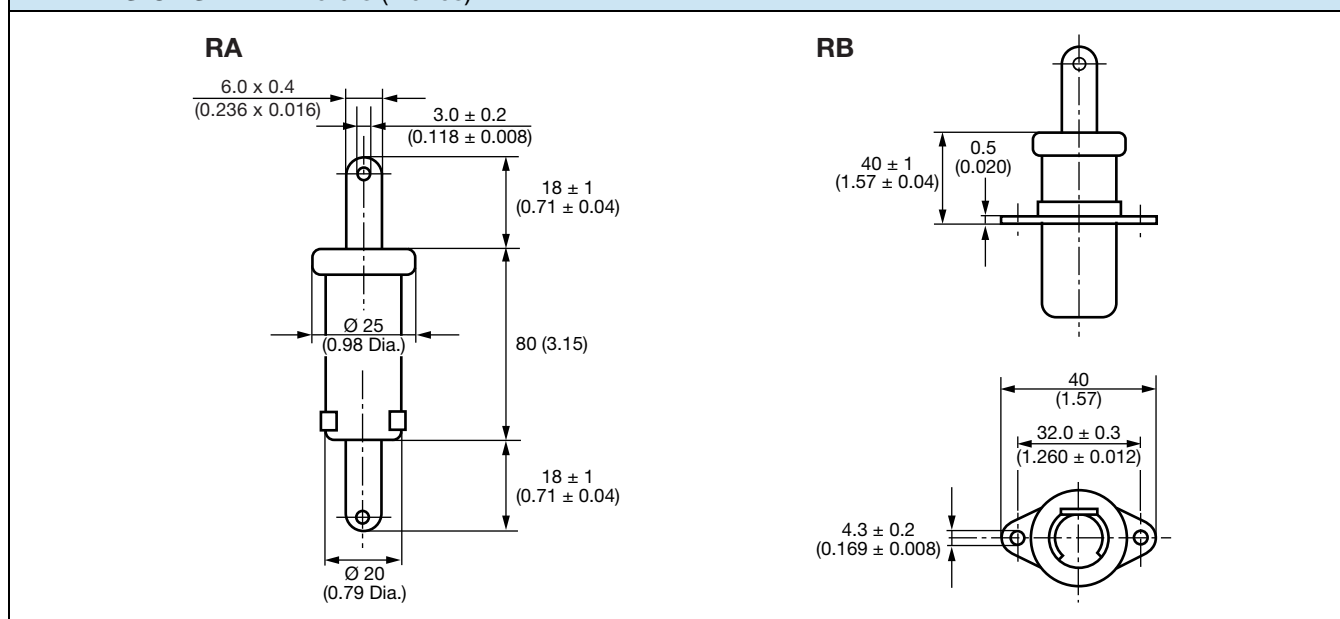 RA
6.0 x 0.4
(0.236 x 0.016)
3.0 ± 0.2
(0.118 ± 0.008)
18 ± 1
(0.71 ± 0.04)
Ø 25
(0.98 Dia.)
80 (3.15)
18 ± 1
(0.71 ± 0.04)
Ø 20
(0.79 Dia.)
RB
40 ± 1
(1.57 ± 0.04)
0.5
(0.020)
40
(1.57)
32.0 ± 0.3
(1.260 ± 0.012)
4.3 ± 0.2
(0.169 ± 0.008)